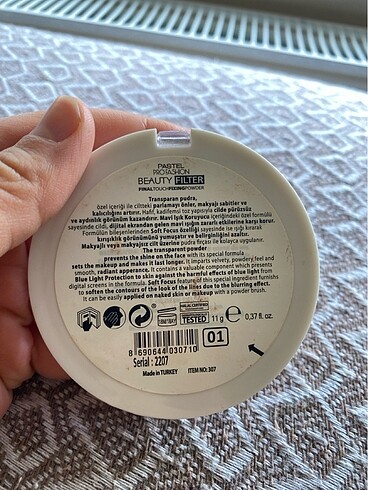 PASTEL
PROFASHION
BEAUTY FILTER
FINALTOUCHFIXINGPOWDER
Transparan pudra,
özel içeriği ile ciltteki parlamayı önler, makyajı sabitler ve
kalıcılığını artırır. Hafif, kadifemsi toz yapısıyla cilde pürüzsüz
ve aydınlık görünüm kazandırır. Mavi Işık Koruyucu içeriğindeki özel formülü
sayesinde cildi, dijital ekrandan gelen mavi ışığın zararlı etkilerine karşı korur.
Formülün bileşenlerinden Soft Focus özelliği sayesinde ise ışığı kırarak
kırışıklık görünümünü yumuşatır ve belirginliğini azaltır.
Makyajlı veya makyajsız cilt üzerine pudra fırçası ile kolayca uygulanır.
The transparent powder
prevents the shine on the face with its special formula
sets the makeup and makes it last longer. It imparts velvety, powdery feel and
smooth, radiant apperance. It contains a valuable component which provides
Blue Light Protection to skin against the harmful effects of blue light from
digital screens in the formula. Soft Focus feature of this special ingredient furnishes
to soften the contours of the look of the lines due to the blurring effect.
It can be easily applied on naked skin or makeup with a powder brush.
HALAL CERTIFIED
TESTED
11 g e 0.37 fl.oz.
8 690644 030710
01
Serial : 2207
Made in TURKEY ITEM NO: 307